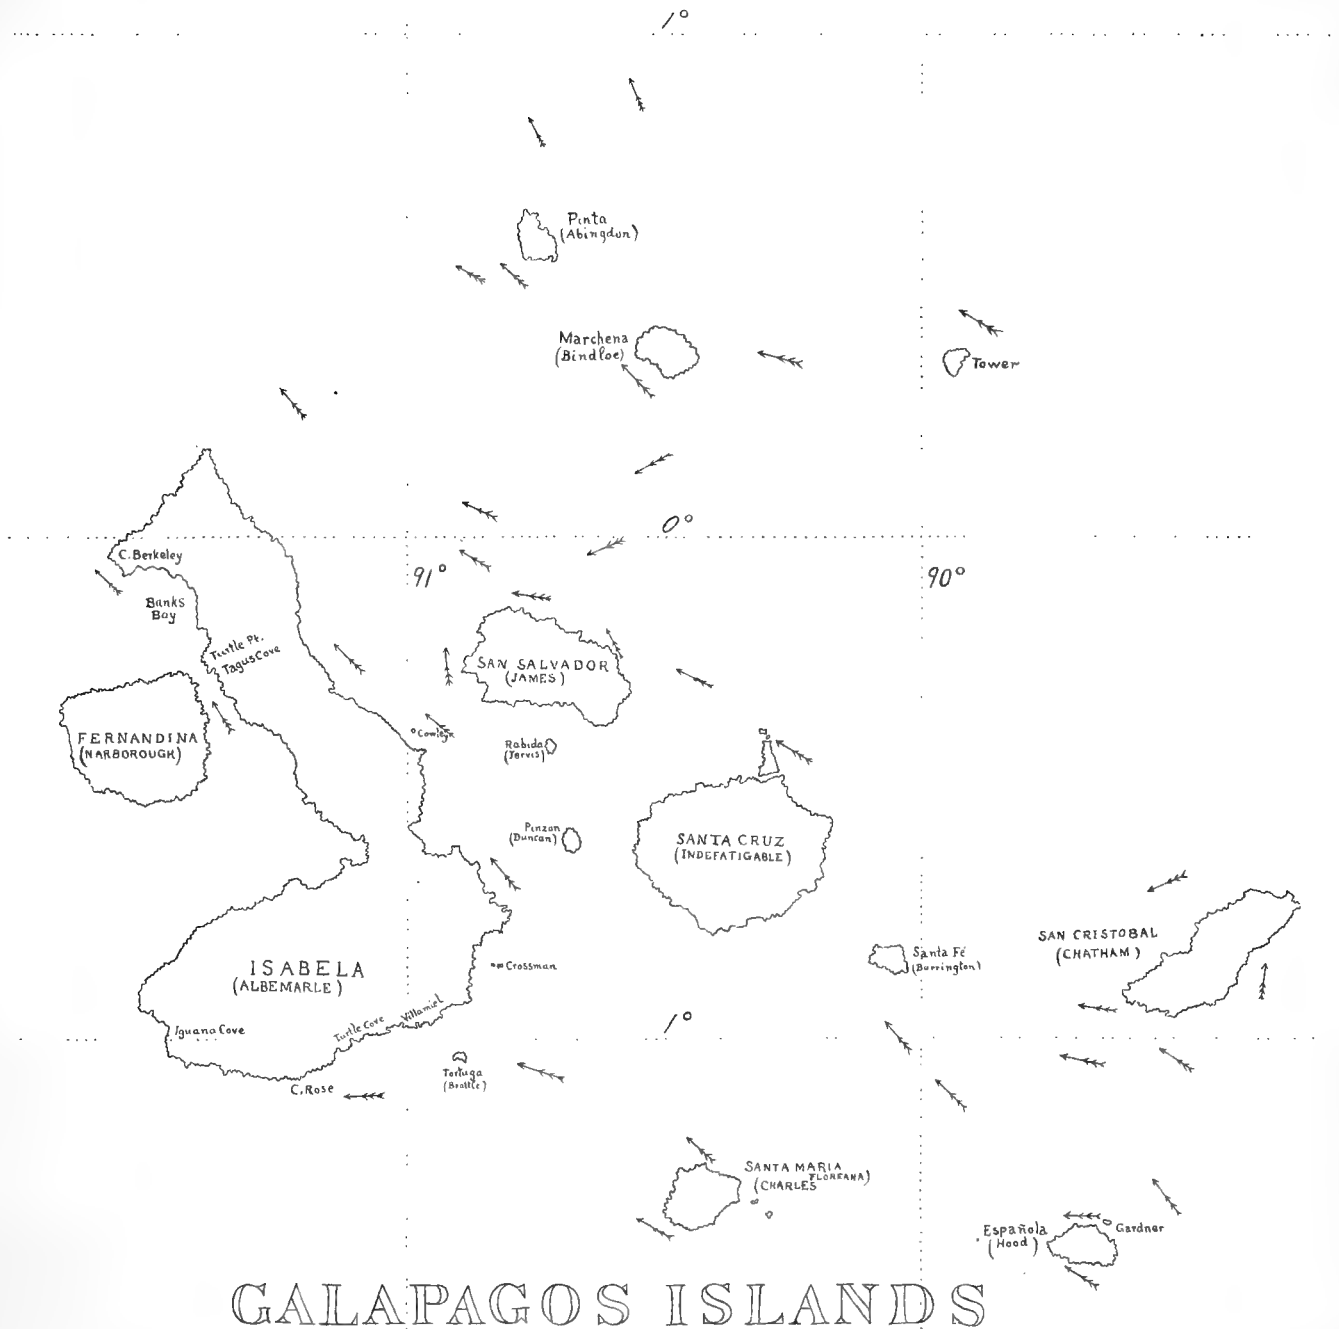 1°
Pinta
(Abingdon)
Marchena
(Bindloe)
Tower
0°
C. Berkeley
91°
90°
Banks
Bay
Turtle Pt.
Tagus Cove
SAN SALVADOR
(JAMES)
FERNANDINA
(NARBOROUGH)
Cowley
Rabida
(Jervis)
Pinzon
(Duncan)
SANTA CRUZ
(INDEFATIGABLE)
SAN CRISTOBAL
(CHATHAM)
Santa Fé
(Barrington)
Crossman
ISABELA
(ALBEMARLE)
Villamiel
Turtle Cove
Iguana Cove
1°
Tortuga
(Brattle)
C. Rose
SANTA MARIA
FLOREANA)
(CHARLES
Española
(Hood)
Gardner
GALAPAGOS ISLANDS